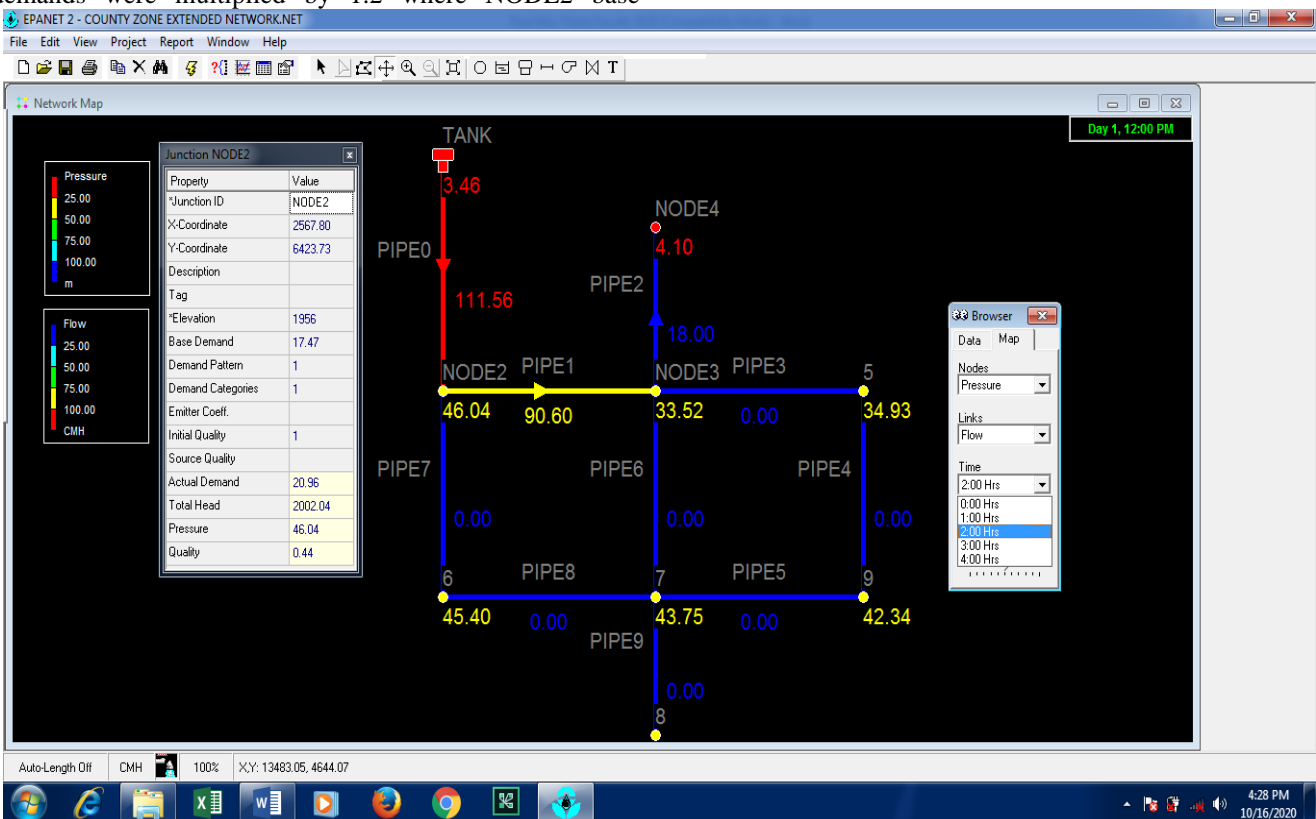 demands were multiplied by 1.2 where NODE2 base
EPANET 2 - COUNTY ZONE EXTENDED NETWORK.NET
File Edit View Project Report Window Help
T
Network Map
Day 1, 12:00 PM
Pressure
25.00
50.00
75.00
100.00
m
Flow
25.00
50.00
75.00
100.00
CMH
Junction NODE2
Property Value
*Junction ID NODE2
X-Coordinate 2567.80
Y-Coordinate 6423.73
Description
Tag
*Elevation 1956
Base Demand 17.47
Demand Pattern 1
Demand Categories 1
Emitter Coeff.
Initial Quality 1
Source Quality
Actual Demand 20.96
Total Head 2002.04
Pressure 46.04
Quality 0.44
TANK
3.46
NODE4
PIPE0
4.10
PIPE2
111.56
18.00
NODE2 PIPE1 NODE3 PIPE3 5
46.04 90.60 33.52 0.00 34.93
PIPE7 PIPE6 PIPE4
0.00 0.00 0.00
6 PIPE8 7 PIPE5 9
45.40 0.00 43.75 0.00 42.34
PIPE9
0.00
8
Browser
Data Map
Nodes
Pressure
Links
Flow
Time
2:00 Hrs
0:00 Hrs
1:00 Hrs
2:00 Hrs
3:00 Hrs
4:00 Hrs
Auto-Length Off CMH 100% X,Y: 13483.05, 4644.07
4:28 PM
10/16/2020